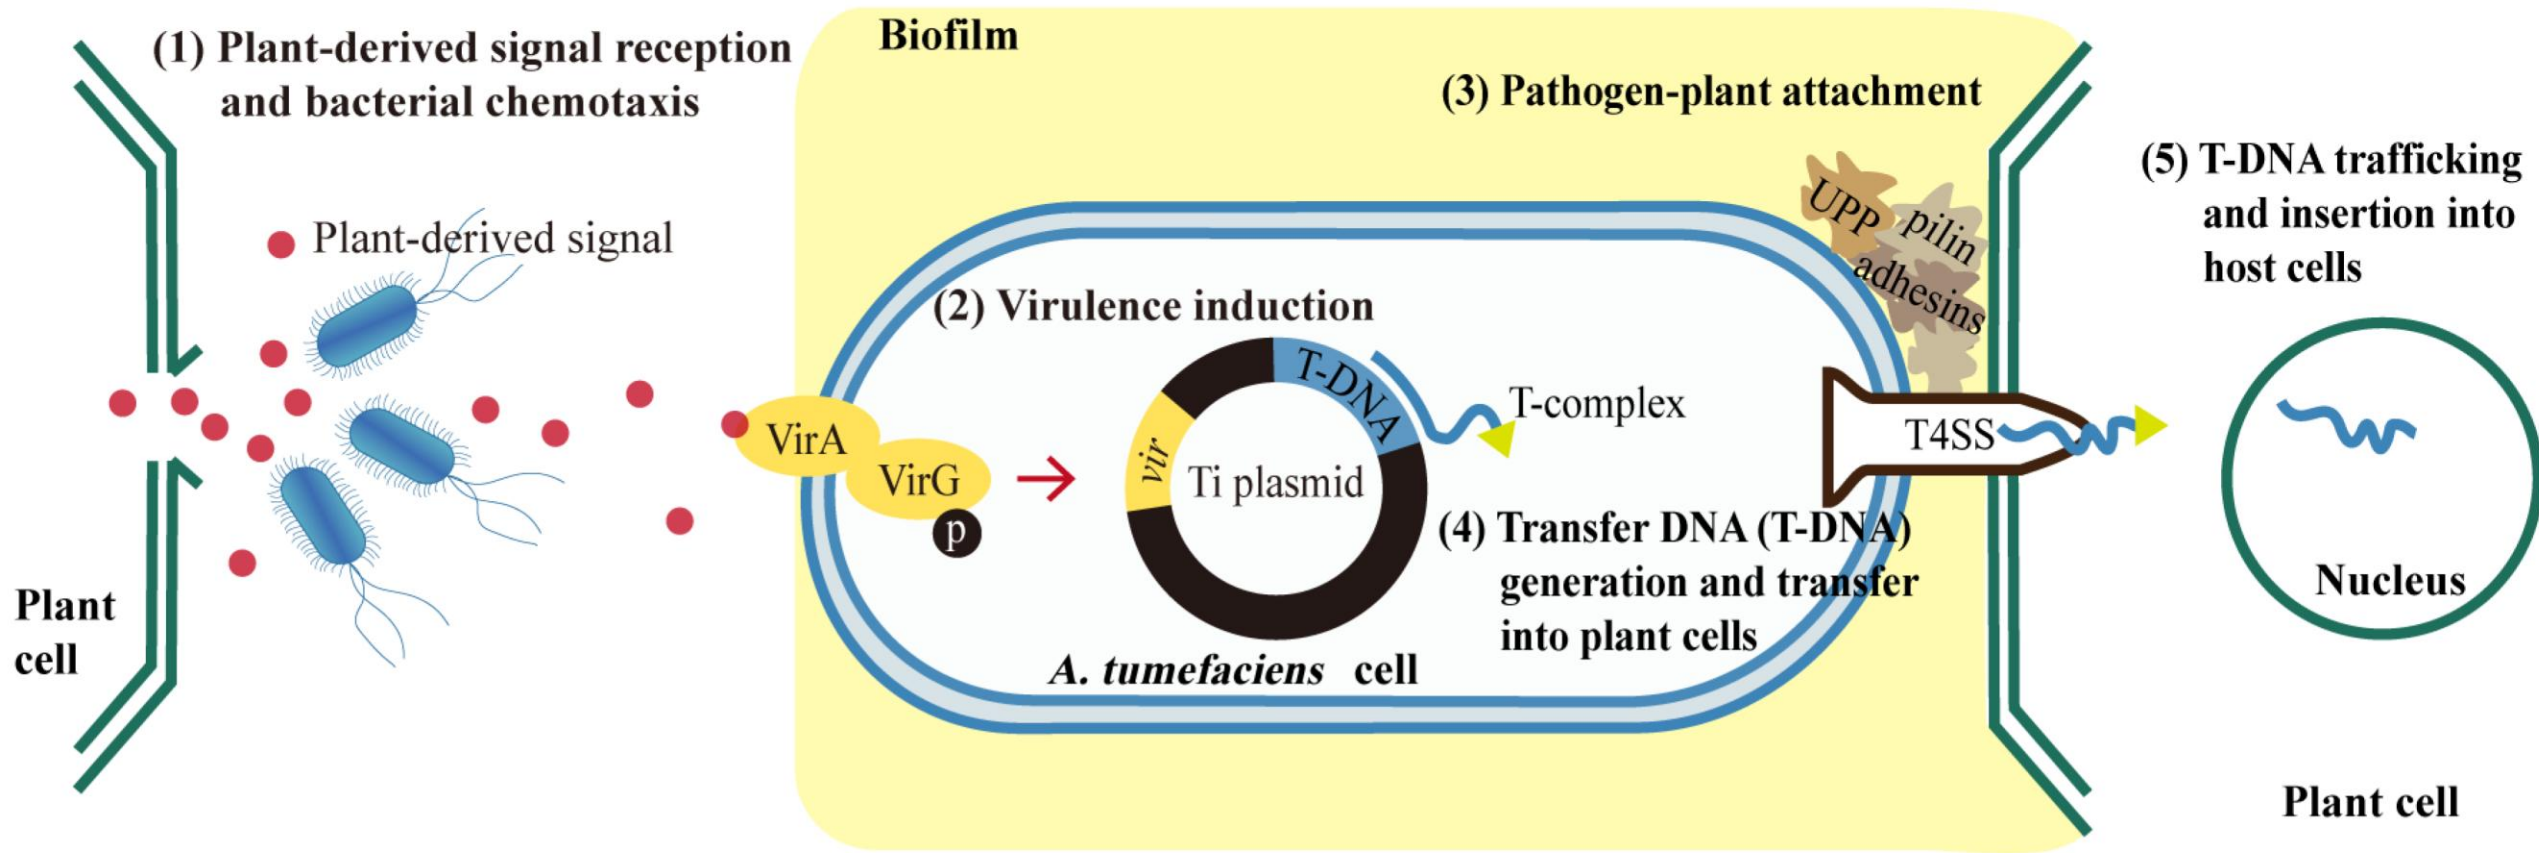 (1) Plant-derived signal reception
and bacterial chemotaxis
Plant-derived signal
Plant
cell
Biofilm
(2) Virulence induction
VirA
VirG
p
vir
T-DNA
Ti plasmid
T-complex
A. tumefaciens cell
(3) Pathogen-plant attachment
UPP
pilin
adhesins
T4SS
(4) Transfer DNA (T-DNA)
generation and transfer
into plant cells
(5) T-DNA trafficking
and insertion into
host cells
Nucleus
Plant cell